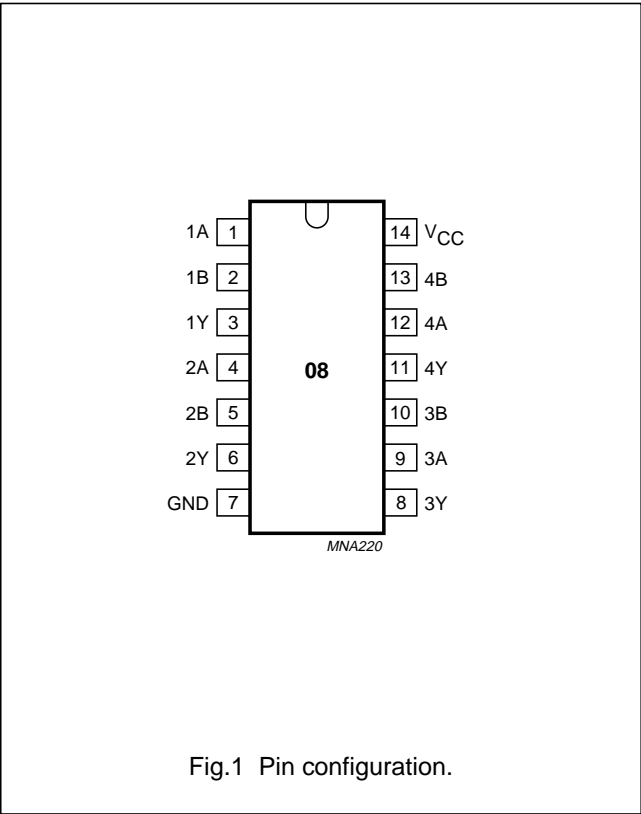 1A 1 14 VCC
1B 2 13 4B
1Y 3 12 4A
2A 4 08 11 4Y
2B 5 10 3B
2Y 6 9 3A
GND 7 8 3Y
MNA220
Fig.1 Pin configuration.